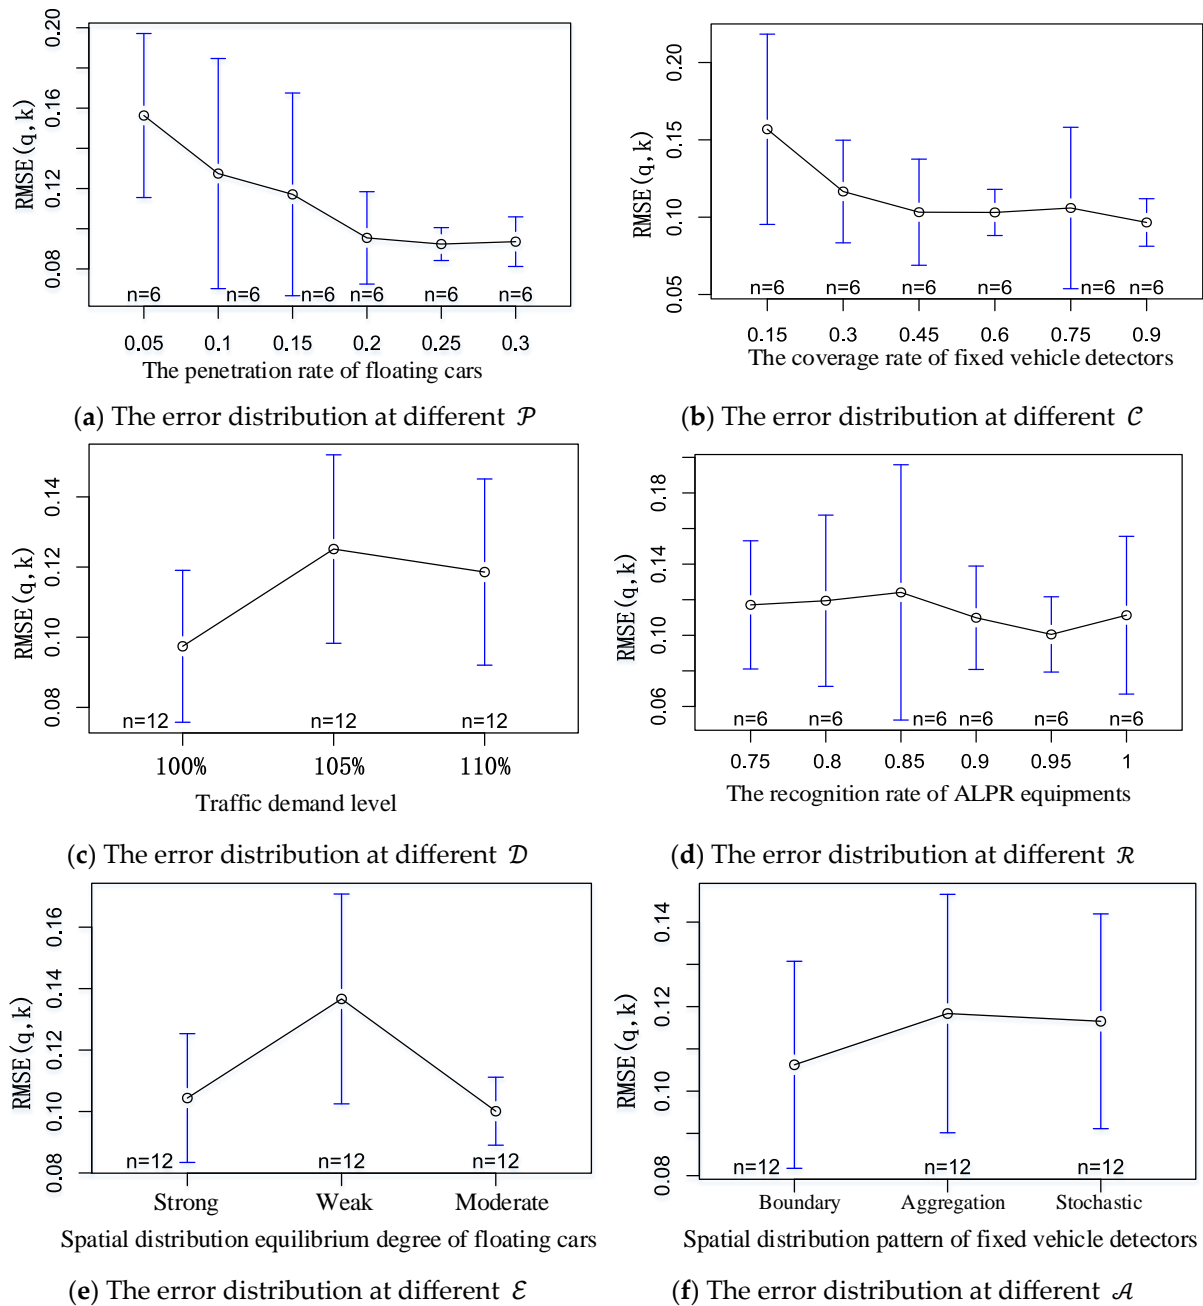 RMSE(q,k)
0.20
0.16
0.12
0.08
n=6 n=6 n=6 n=6 n=6 n=6
0.05 0.1 0.15 0.2 0.25 0.3
The penetration rate of floating cars
(a) The error distribution at different 𝒫
RMSE(q,k)
0.20
0.15
0.10
0.05
n=6 n=6 n=6 n=6 n=6 n=6
0.15 0.3 0.45 0.6 0.75 0.9
The coverage rate of fixed vehicle detectors
(b) The error distribution at different 𝒞
RMSE(q,k)
0.14
0.12
0.10
0.08
n=12 n=12 n=12
100% 105% 110%
Traffic demand level
(c) The error distribution at different 𝒟
RMSE(q,k)
0.18
0.14
0.10
0.06
n=6 n=6 n=6 n=6 n=6 n=6
0.75 0.8 0.85 0.9 0.95 1
The recognition rate of ALPR equipments
(d) The error distribution at different ℛ
RMSE(q,k)
0.16
0.14
0.12
0.10
0.08
n=12 n=12 n=12
Strong Weak Moderate
Spatial distribution equilibrium degree of floating cars
(e) The error distribution at different ℰ
RMSE(q,k)
0.14
0.12
0.10
0.08
n=12 n=12 n=12
Boundary Aggregation Stochastic
Spatial distribution pattern of fixed vehicle detectors
(f) The error distribution at different 𝒜